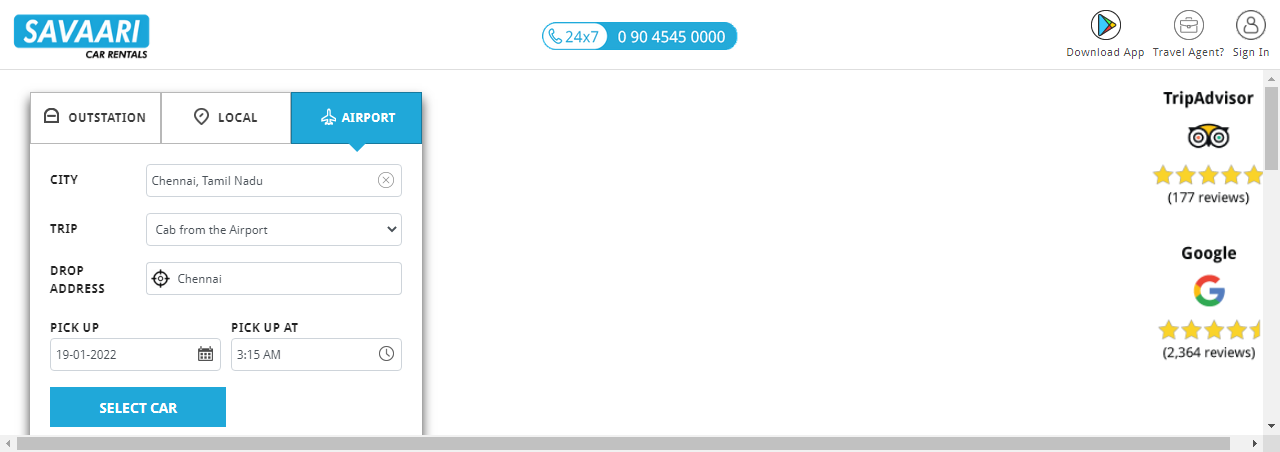 SAVAARI
CAR RENTALS
24x7 0 90 4545 0000
Download App
Travel Agent?
Sign In
OUTSTATION
LOCAL
AIRPORT
CITY
Chennai, Tamil Nadu
TRIP
Cab from the Airport
DROP
ADDRESS
Chennai
PICK UP
19-01-2022
PICK UP AT
3:15 AM
SELECT CAR
TripAdvisor
(177 reviews)
Google
(2,364 reviews)